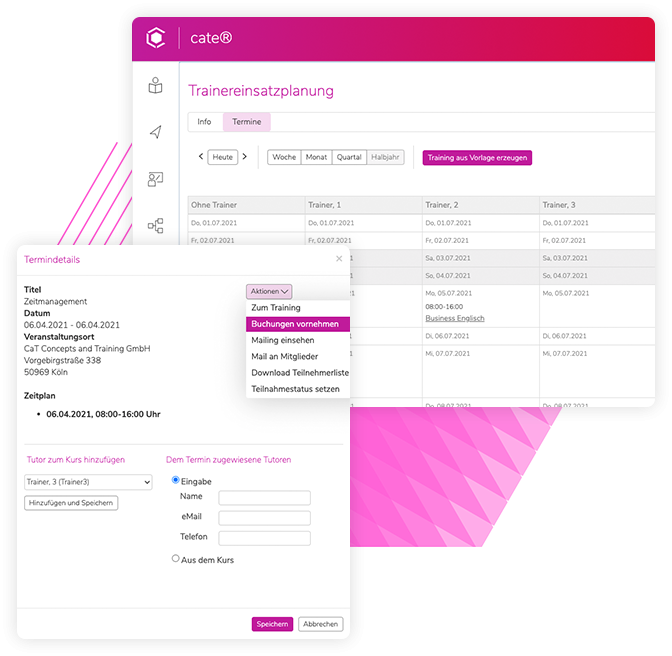 cate®
Trainereinsatzplanung
Info Termine
Heute Woche Monat Quartal Halbjahr Training aus Vorlage erzeugen
Ohne Trainer Trainer, 1 Trainer, 2 Trainer, 3
Do, 01.07.2021 Do, 01.07.2021 Do, 01.07.2021 Do, 01.07.2021
Fr, 02.07.2021 Fr, 02.07.2021 Fr, 02.07.2021 Fr, 02.07.2021
Sa, 03.07.2021 Sa, 03.07.2021
So, 04.07.2021 So, 04.07.2021
Mo, 05.07.2021 Mo, 05.07.2021
08:00-16:00
Business Englisch
Di, 06.07.2021 Di, 06.07.2021
Mi, 07.07.2021 Mi, 07.07.2021
Do, 08.07.2021 Do, 08.07.2021
Termindetails
Titel
Zeitmanagement
Datum
06.04.2021 - 06.04.2021
Veranstaltungsort
CaT Concepts and Training GmbH
Vorgebirgstraße 338
50969 Köln
Zeitplan
• 06.04.2021, 08:00-16:00 Uhr
Aktionen
Zum Training
Buchungen vornehmen
Mailing einsehen
Mail an Mitglieder
Download Teilnehmerliste
Teilnahmestatus setzen
Tutor zum Kurs hinzufügen
Trainer, 3 (Trainer3)
Hinzufügen und Speichern
Dem Termin zugewiesene Tutoren
Eingabe
Name
eMail
Telefon
Aus dem Kurs
Speichern Abbrechen